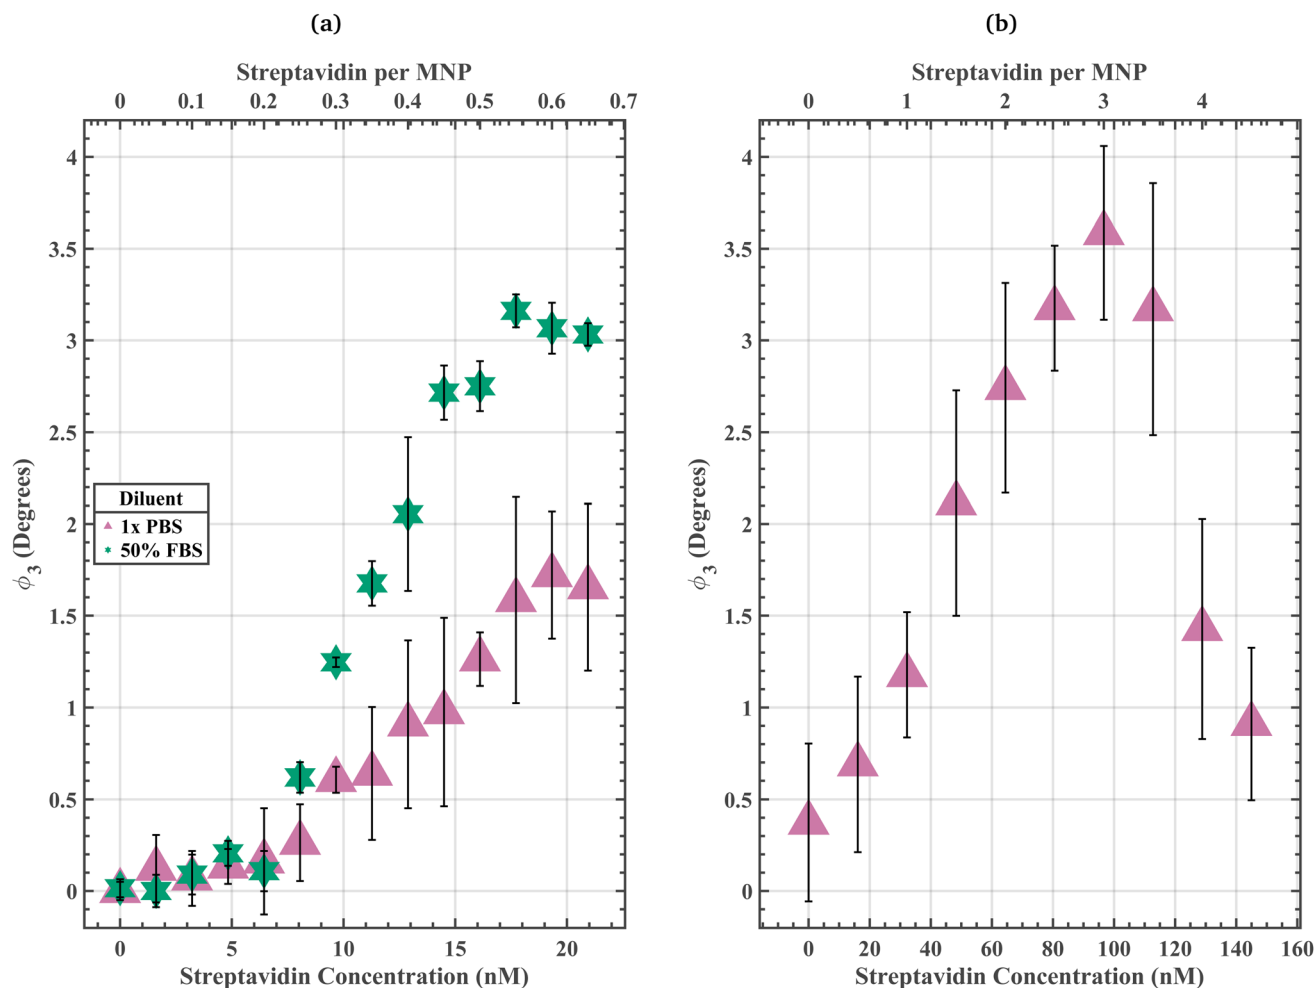 (a)
Streptavidin per MNP
0 0.1 0.2 0.3 0.4 0.5 0.6 0.7
4
3.5
3
2.5
2
1.5
1
0.5
0
ϕ3 (Degrees)
Diluent
1x PBS
50% FBS
0 5 10 15 20
Streptavidin Concentration (nM)
(b)
Streptavidin per MNP
0 1 2 3 4
4
3.5
3
2.5
2
1.5
1
0.5
0
ϕ3 (Degrees)
0 20 40 60 80 100 120 140 160
Streptavidin Concentration (nM)